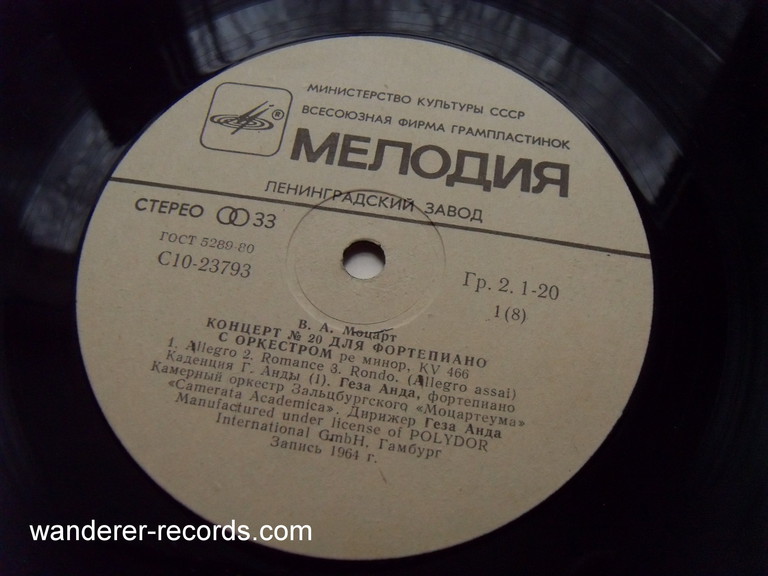 МИНИСТЕРСТВО КУЛЬТУРЫ СССР
ВСЕСОЮЗНАЯ ФИРМА ГРАМПЛАСТИНОК
®
МЕЛОДИЯ
ЛЕНИНГРАДСКИЙ ЗАВОД
СТЕРЕО 33
ГОСТ 5289-80
С10-23793
Гр. 2. 1-20
1(8)
В. А. Моцарт
КОНЦЕРТ № 20 ДЛЯ ФОРТЕПИАНО
С ОРКЕСТРОМ ре минор, KV 466
1. Allegro 2. Romance 3. Rondo. (Allegro assai)
Каденция Г. Анды (1). Геза Анда, фортепиано
Камерный оркестр Зальцбургского «Моцартеума»
«Camerata Academica». Дирижер Геза Анда
Manufactured under license of POLYDOR
International GmbH, Гамбург
Запись 1964 г.
wanderer-records.com